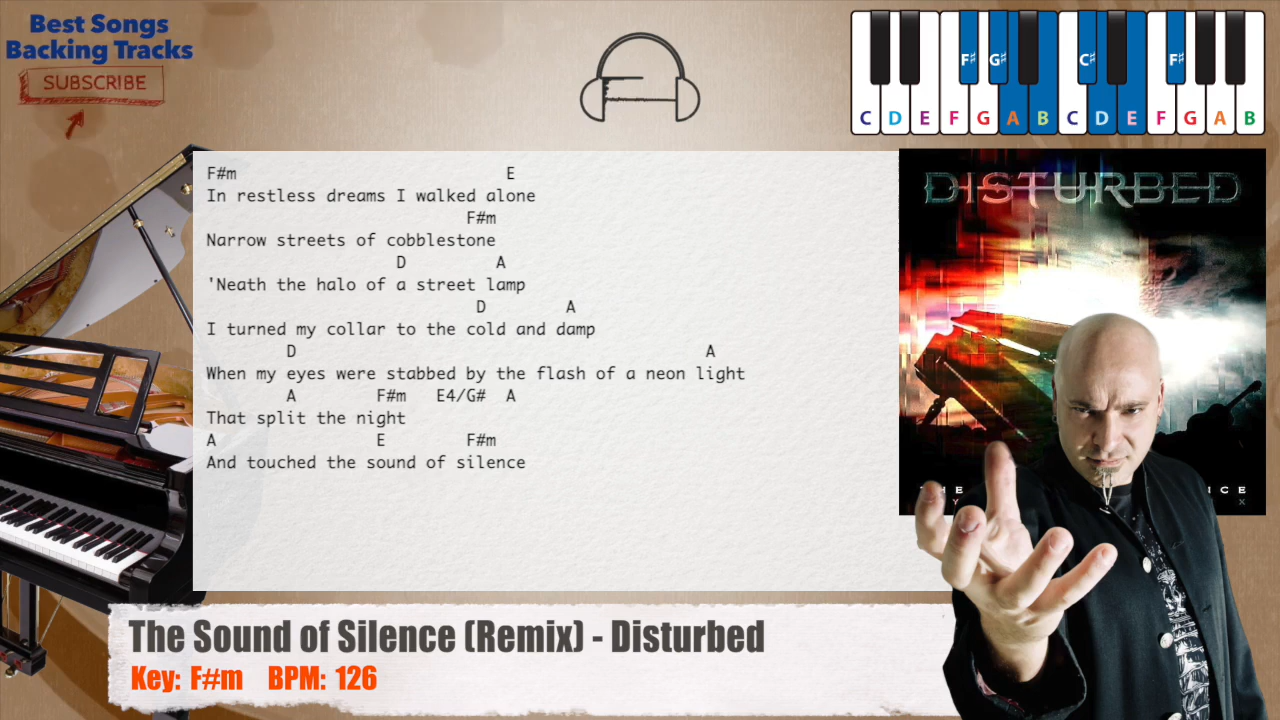 Best Songs
Backing Tracks
SUBSCRIBE
F# G# C# F#
C D E F G A B C D E F G A B
DISTURBED
F#m E
In restless dreams I walked alone
F#m
Narrow streets of cobblestone
D A
'Neath the halo of a street lamp
D A
I turned my collar to the cold and damp
D A
When my eyes were stabbed by the flash of a neon light
A F#m E4/G# A
That split the night
A E F#m
And touched the sound of silence
The Sound of Silence (Remix) - Disturbed
Key: F#m BPM: 126